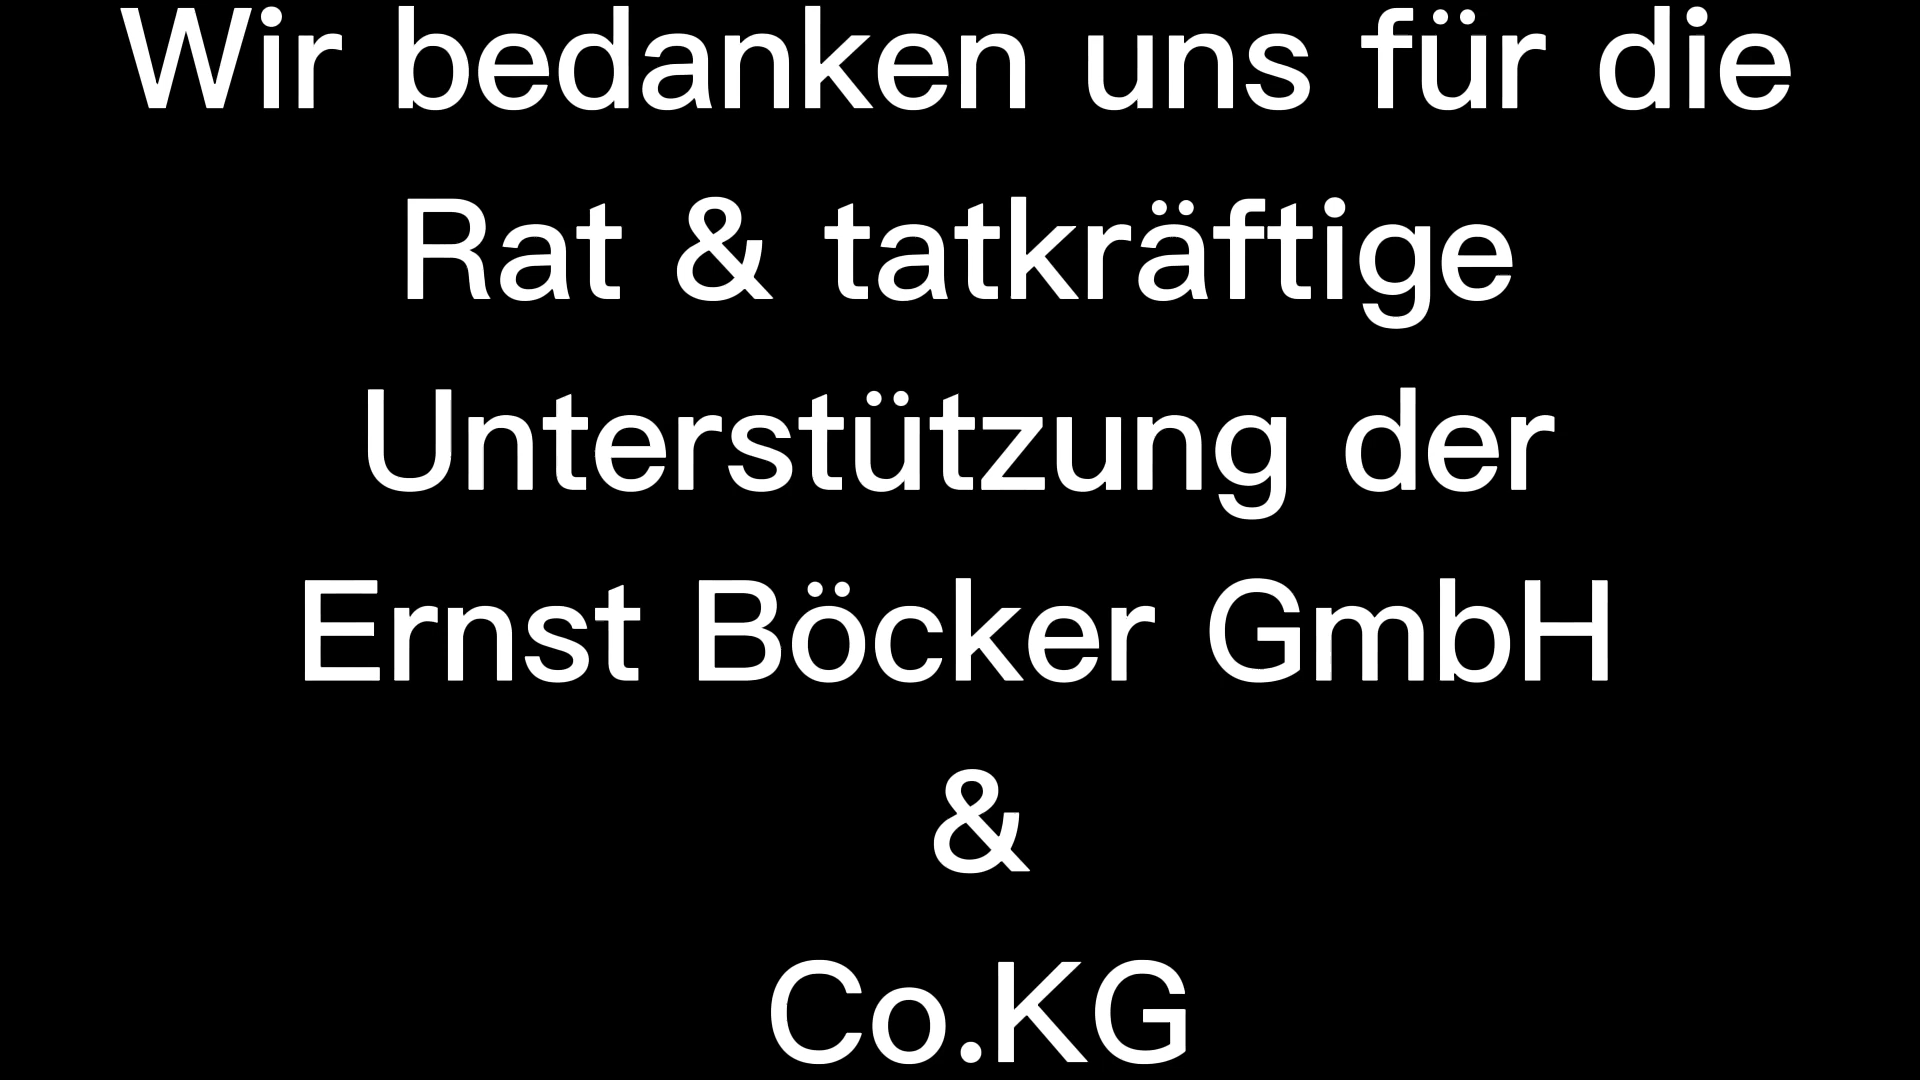 Wir bedanken uns für die
Rat & tatkräftige
Unterstützung der
Ernst Böcker GmbH
&
Co.KG